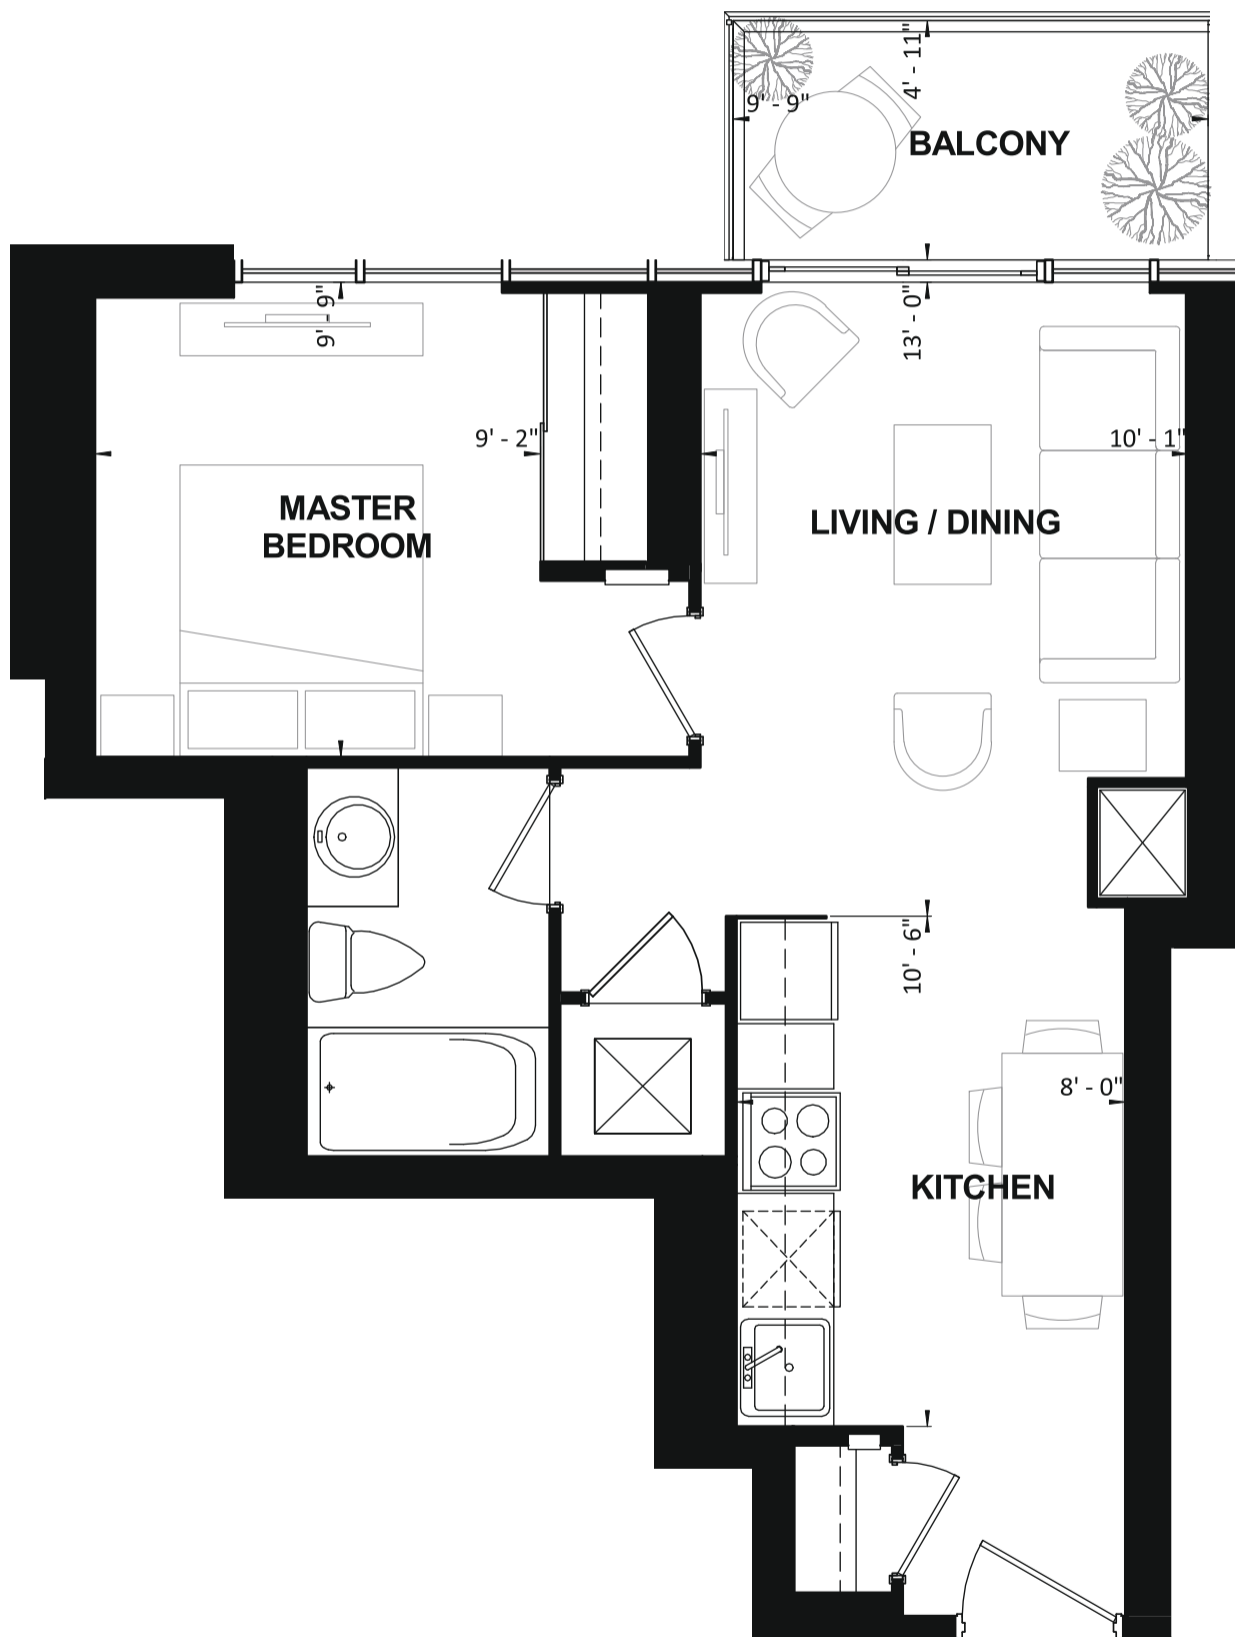 4' - 11"
9' - 9"
BALCONY
9' - 9"
13' - 0"
9' - 2"
10' - 1"
MASTER
BEDROOM
LIVING / DINING
10' - 6"
8' - 0"
KITCHEN